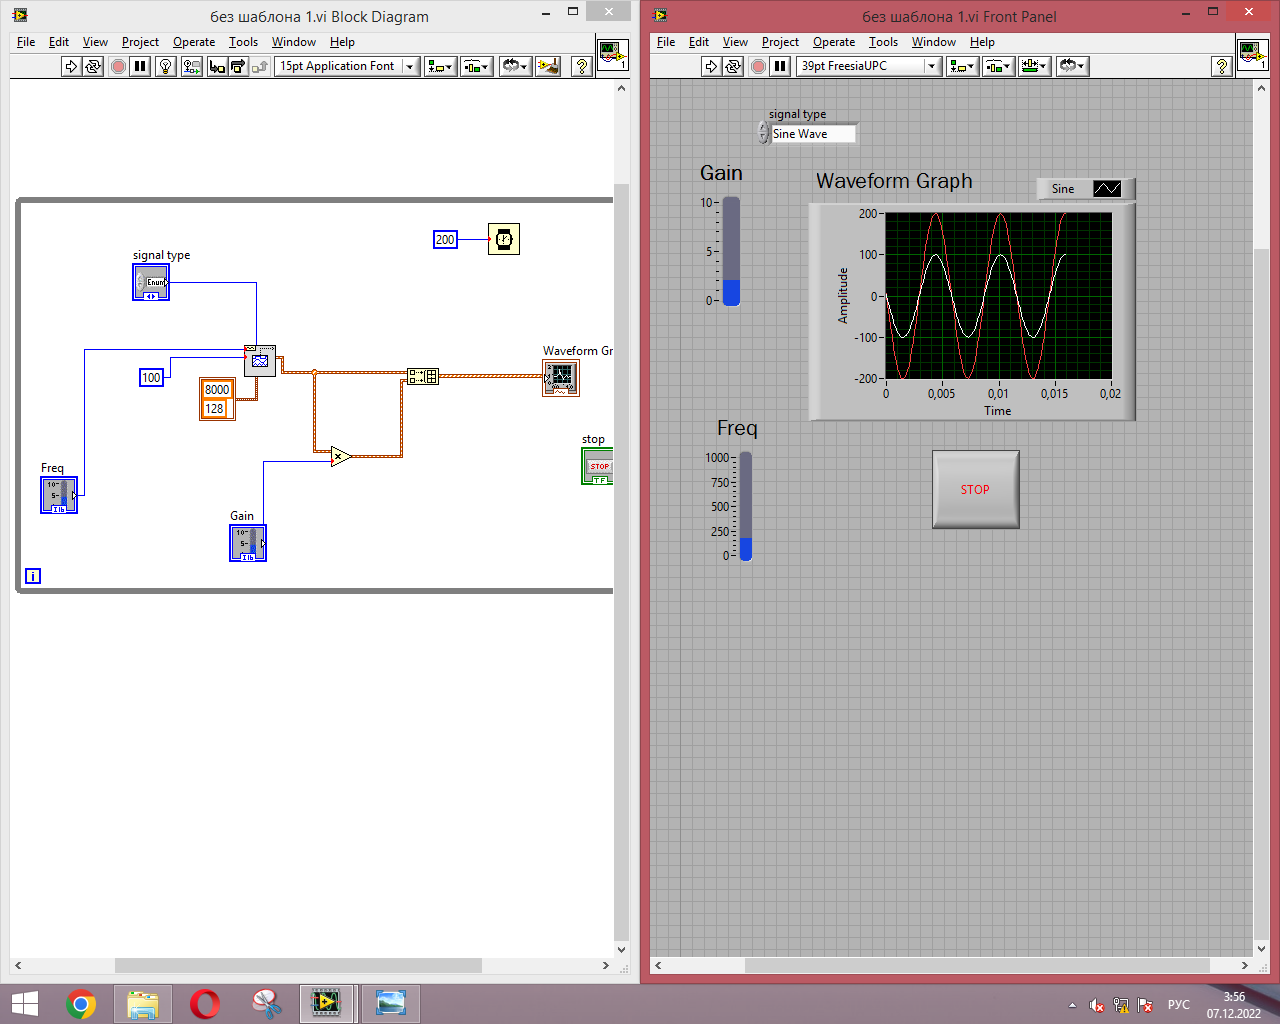 без шаблона 1.vi Block Diagram
File Edit View Project Operate Tools Window Help
15pt Application Font
1
200
signal type
Enum
100
8000
128
Waveform Gr
stop
STOP
TF
Freq
10
5
Gain
10
5
i
без шаблона 1.vi Front Panel
File Edit View Project Operate Tools Window Help
39pt FreesiaUPC
1
signal type
Sine Wave
Gain
10
5
0
Waveform Graph
Sine
200
100
0
-100
-200
Amplitude
0 0,005 0,01 0,015 0,02
Time
Freq
1000
750
500
250
0
STOP
РУС
3:56
07.12.2022